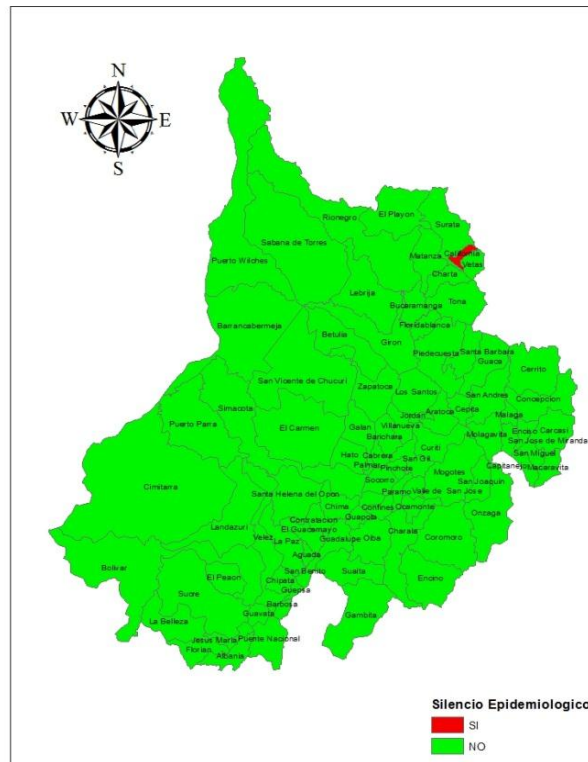 N
W E
S
El Playon
Rionegro
Surata
Sabana de Torres
Matanza
California
Puerto Wilches
Vetas
Charta
Lebrija
Bucaramanga
Tona
Barrancabermeja
Floridablanca
Betulia
Giron
Piedecuesta
Santa Barbara
Guaca
Cerrito
San Vicente de Chucuri
Zapatoca
Los Santos
San Andres
Concepcion
Simacota
Jordan
Aratoca
Cepita
Malaga
Puerto Parra
El Carmen
Galan
Villanueva
Barichara
Molagavita
Enciso
Carcasi
San Jose de Miranda
Hato
Cabrera
San Gil
Curiti
San Miguel
Palmar
Pinchote
Mogotes
Capitanejo
Macaravita
Cimitarra
Socorro
San Joaquin
Santa Helena del Opon
Paramo
Valle de San Jose
Chima
Confines
Ocamonte
Onzaga
Landazuri
Contratacion
Guapota
El Guacamayo
Charala
Velez
La Paz
Guadalupe
Oiba
Coromoro
Aguada
Bolivar
San Benito
Suaita
El Penon
Chipata
Encino
Sucre
Guepsa
Barbosa
Guavata
Gambita
La Belleza
Jesus Maria
Puente Nacional
Florian
Albania
Silencio Epidemiologico
SI
NO